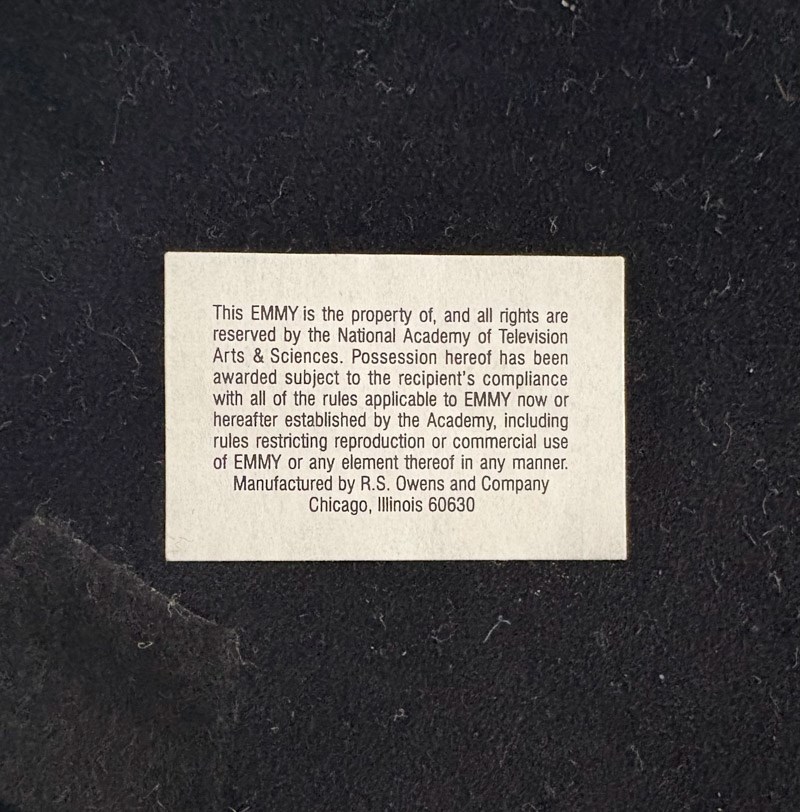 This EMMY is the property of, and all rights are
reserved by the National Academy of Television
Arts & Sciences. Possession hereof has been
awarded subject to the recipient's compliance
with all of the rules applicable to EMMY now or
hereafter established by the Academy, including
rules restricting reproduction or commercial use
of EMMY or any element thereof in any manner.
Manufactured by R.S. Owens and Company
Chicago, Illinois 60630